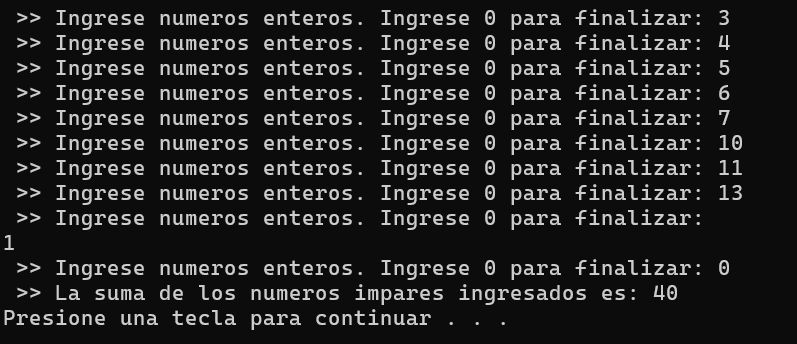 >> Ingrese numeros enteros. Ingrese 0 para finalizar: 3
>> Ingrese numeros enteros. Ingrese 0 para finalizar: 4
>> Ingrese numeros enteros. Ingrese 0 para finalizar: 5
>> Ingrese numeros enteros. Ingrese 0 para finalizar: 6
>> Ingrese numeros enteros. Ingrese 0 para finalizar: 7
>> Ingrese numeros enteros. Ingrese 0 para finalizar: 10
>> Ingrese numeros enteros. Ingrese 0 para finalizar: 11
>> Ingrese numeros enteros. Ingrese 0 para finalizar: 13
>> Ingrese numeros enteros. Ingrese 0 para finalizar:
1
>> Ingrese numeros enteros. Ingrese 0 para finalizar: 0
>> La suma de los numeros impares ingresados es: 40
Presione una tecla para continuar . . .